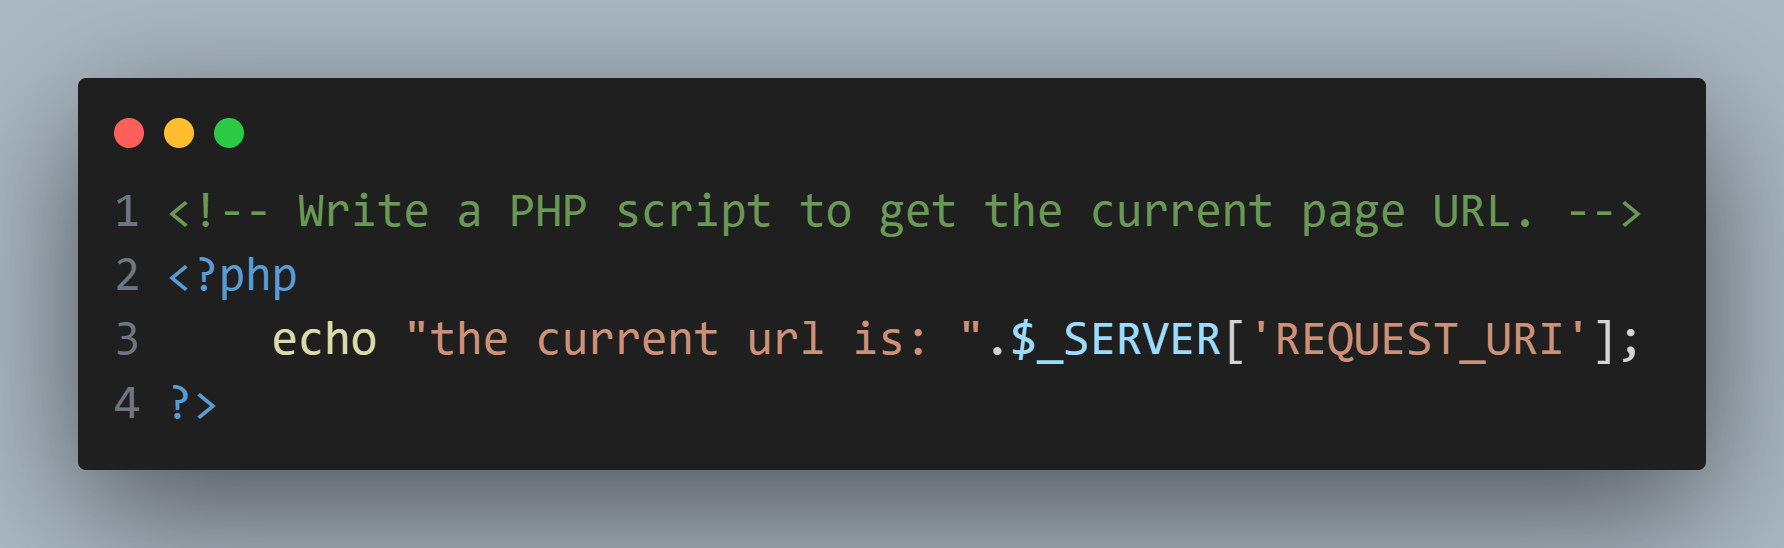 1 <!-- Write a PHP script to get the current page URL. -->
2 <?php
3     echo "the current url is: ".$_SERVER['REQUEST_URI'];
4 ?>